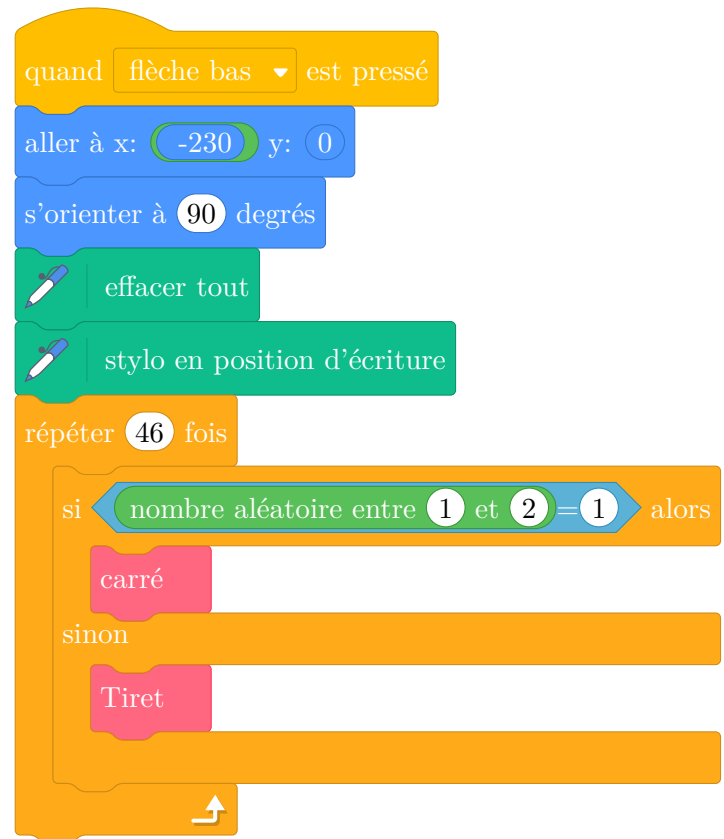 quand flèche bas est pressé
aller à x: -230 y: 0
s'orienter à 90 degrés
effacer tout
stylo en position d'écriture
répéter 46 fois
si nombre aléatoire entre 1 et 2 = 1 alors
carré
sinon
Tiret